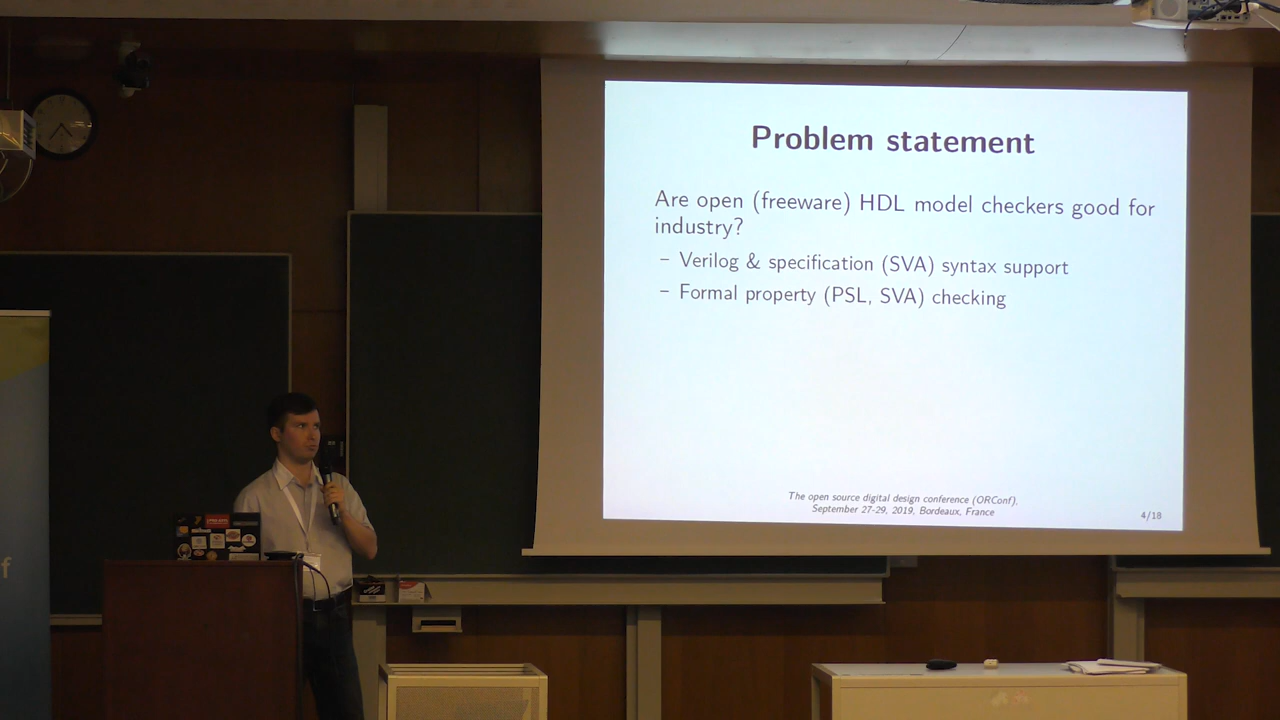 Problem statement
Are open (freeware) HDL model checkers good for
industry?
– Verilog & specification (SVA) syntax support
– Formal property (PSL, SVA) checking
The open source digital design conference (ORConf).
September 27-29, 2019, Bordeaux, France
4/18
f